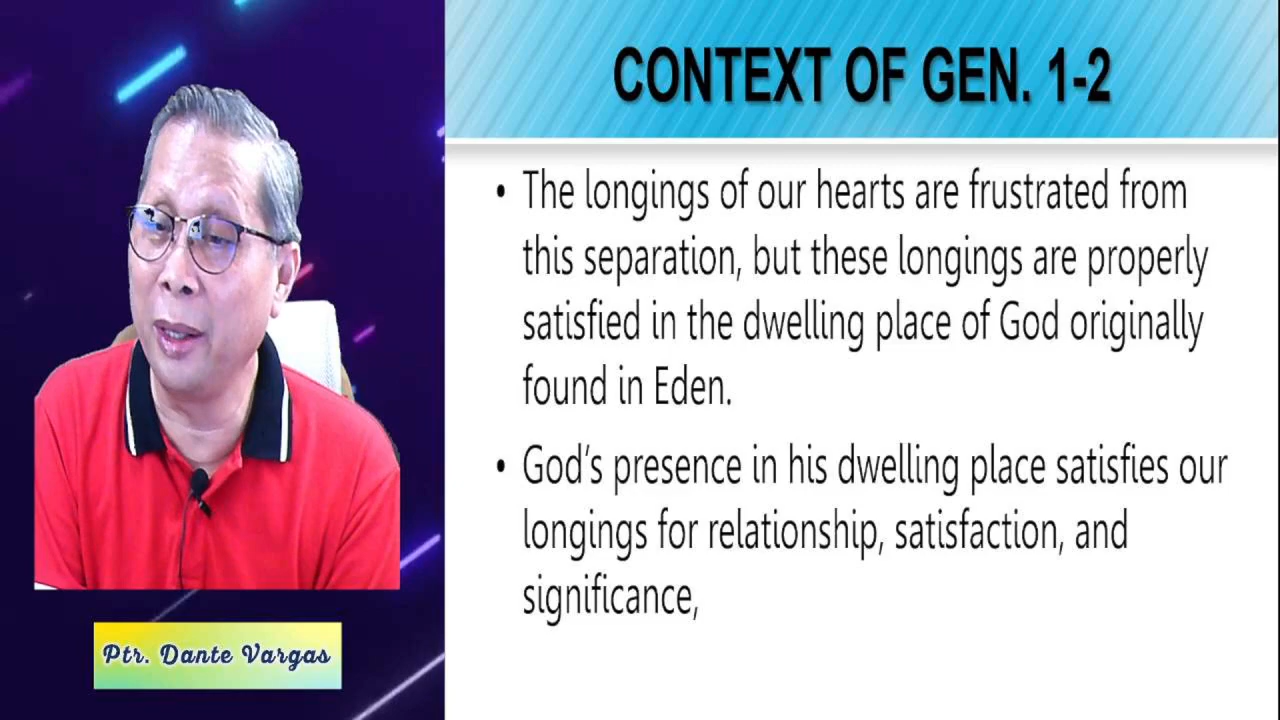 CONTEXT OF GEN. 1-2
• The longings of our hearts are frustrated from
this separation, but these longings are properly
satisfied in the dwelling place of God originally
found in Eden.
• God's presence in his dwelling place satisfies our
longings for relationship, satisfaction, and
significance,
Ptr. Dante Vargas